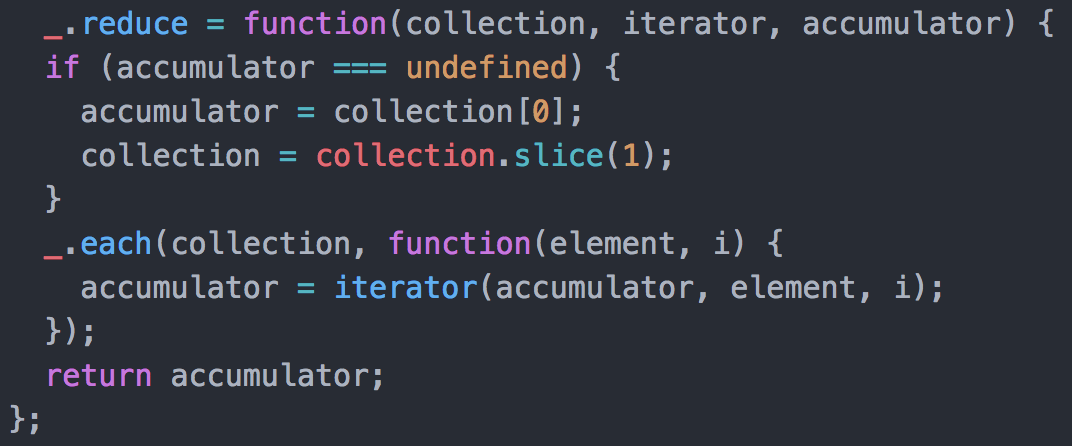 _.reduce = function(collection, iterator, accumulator) {
  if (accumulator === undefined) {
    accumulator = collection[0];
    collection = collection.slice(1);
  }
  _.each(collection, function(element, i) {
    accumulator = iterator(accumulator, element, i);
  });
  return accumulator;
};